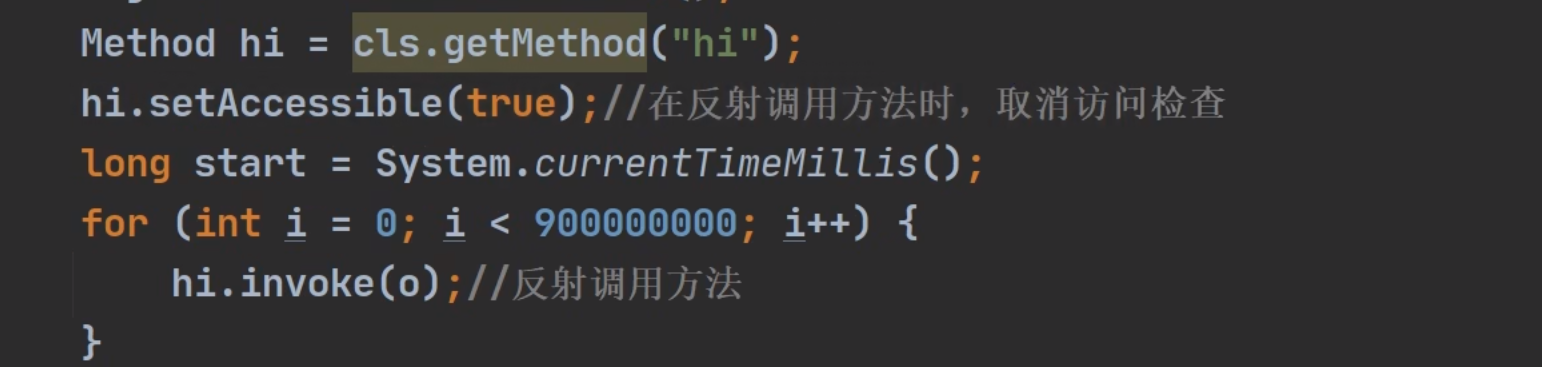 Method hi = cls.getMethod("hi");
hi.setAccessible(true);//在反射调用方法时，取消访问检查
long start = System.currentTimeMillis();
for (int i = 0; i < 900000000; i++) {
hi.invoke(o);//反射调用方法
}